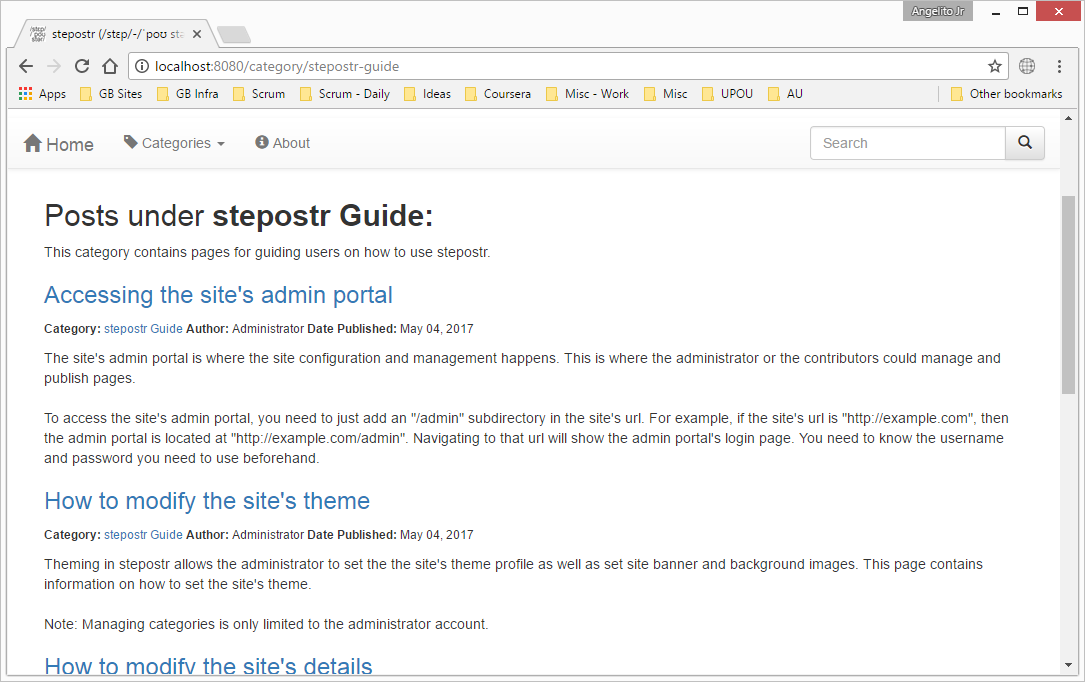 Angelito Jr
stepostr (/stɛp/-/ˈpoʊ sta
localhost:8080/category/stepostr-guide
Apps GB Sites GB Infra Scrum Scrum - Daily Ideas Coursera Misc - Work Misc UPOU AU Other bookmarks
Home Categories About Search
Posts under stepostr Guide:
This category contains pages for guiding users on how to use stepostr.
Accessing the site's admin portal
Category: stepostr Guide Author: Administrator Date Published: May 04, 2017
The site's admin portal is where the site configuration and management happens. This is where the administrator or the contributors could manage and
publish pages.
To access the site's admin portal, you need to just add an "/admin" subdirectory in the site's url. For example, if the site's url is "http://example.com", then
the admin portal is located at "http://example.com/admin". Navigating to that url will show the admin portal's login page. You need to know the username
and password you need to use beforehand.
How to modify the site's theme
Category: stepostr Guide Author: Administrator Date Published: May 04, 2017
Theming in stepostr allows the administrator to set the the site's theme profile as well as set site banner and background images. This page contains
information on how to set the site's theme.
Note: Managing categories is only limited to the administrator account.
How to modify the site's details